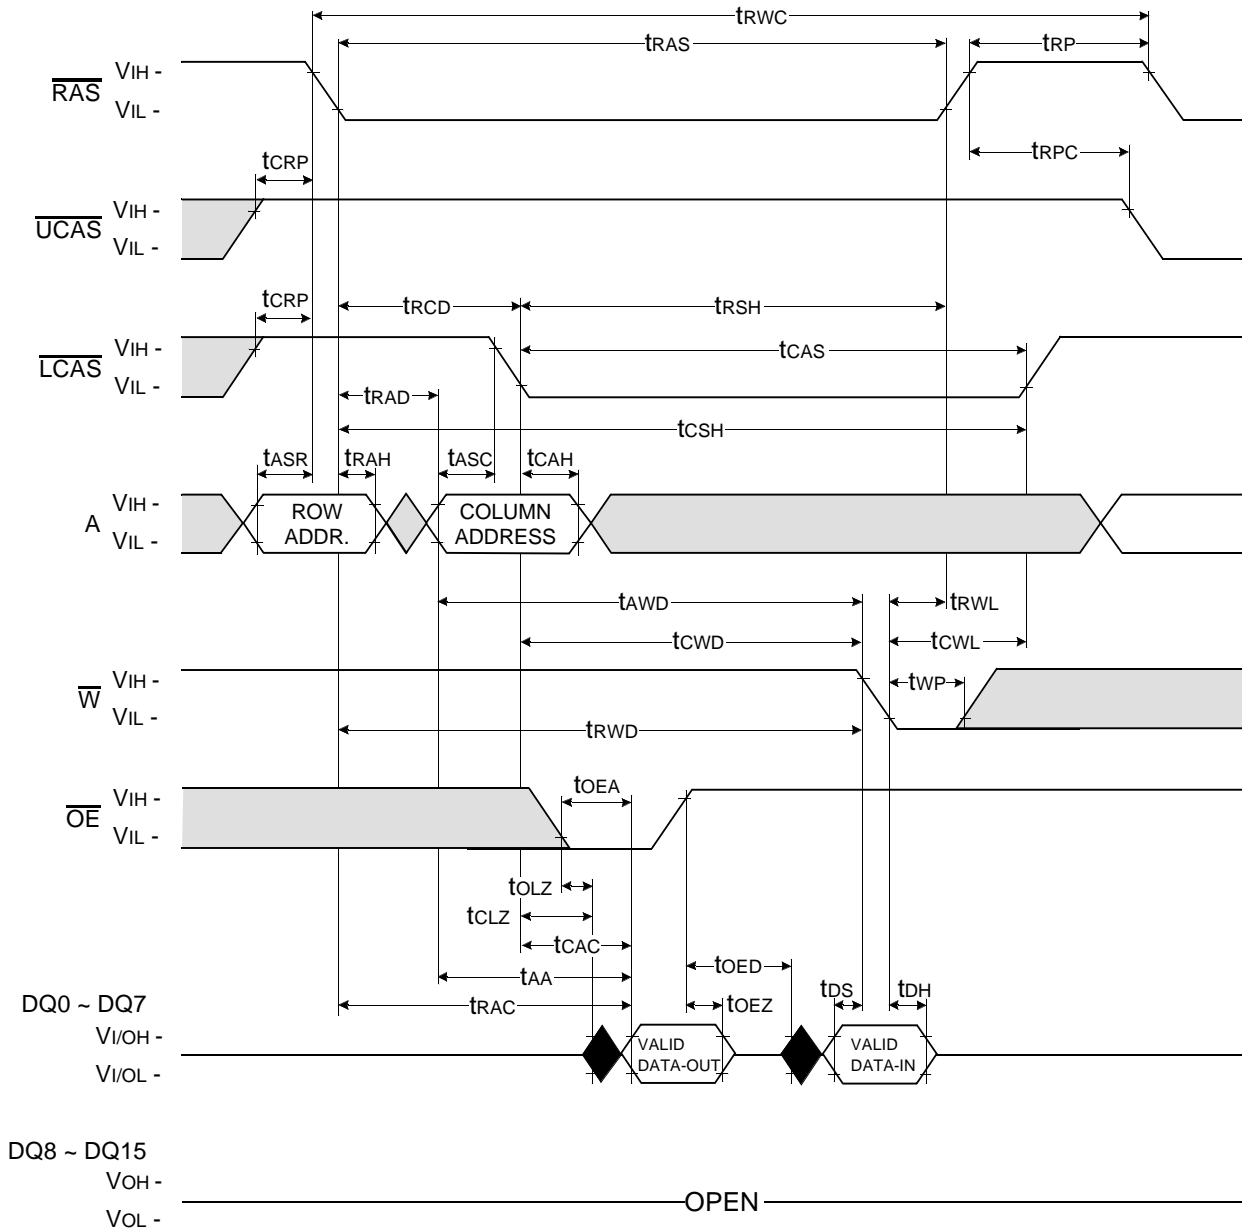 tRWC
tRAS
tRP
RAS
VIH -
VIL -
tCRP
tRPC
UCAS
VIH -
VIL -
tCRP
tRCD
tRSH
LCAS
VIH -
VIL -
tCAS
tRAD
tCSH
tASR
tRAH
tASC
tCAH
A
VIH -
VIL -
ROW
ADDR.
COLUMN
ADDRESS
tAWD
tRWL
tCWD
tCWL
W
VIH -
VIL -
tWP
tRWD
OE
VIH -
VIL -
tOEA
tOLZ
tCLZ
tCAC
tOED
tAA
tDS
tDH
tRAC
tOEZ
DQ0 ~ DQ7
VI/OH -
VI/OL -
VALID
DATA-OUT
VALID
DATA-IN
DQ8 ~ DQ15
VOH -
VOL -
OPEN